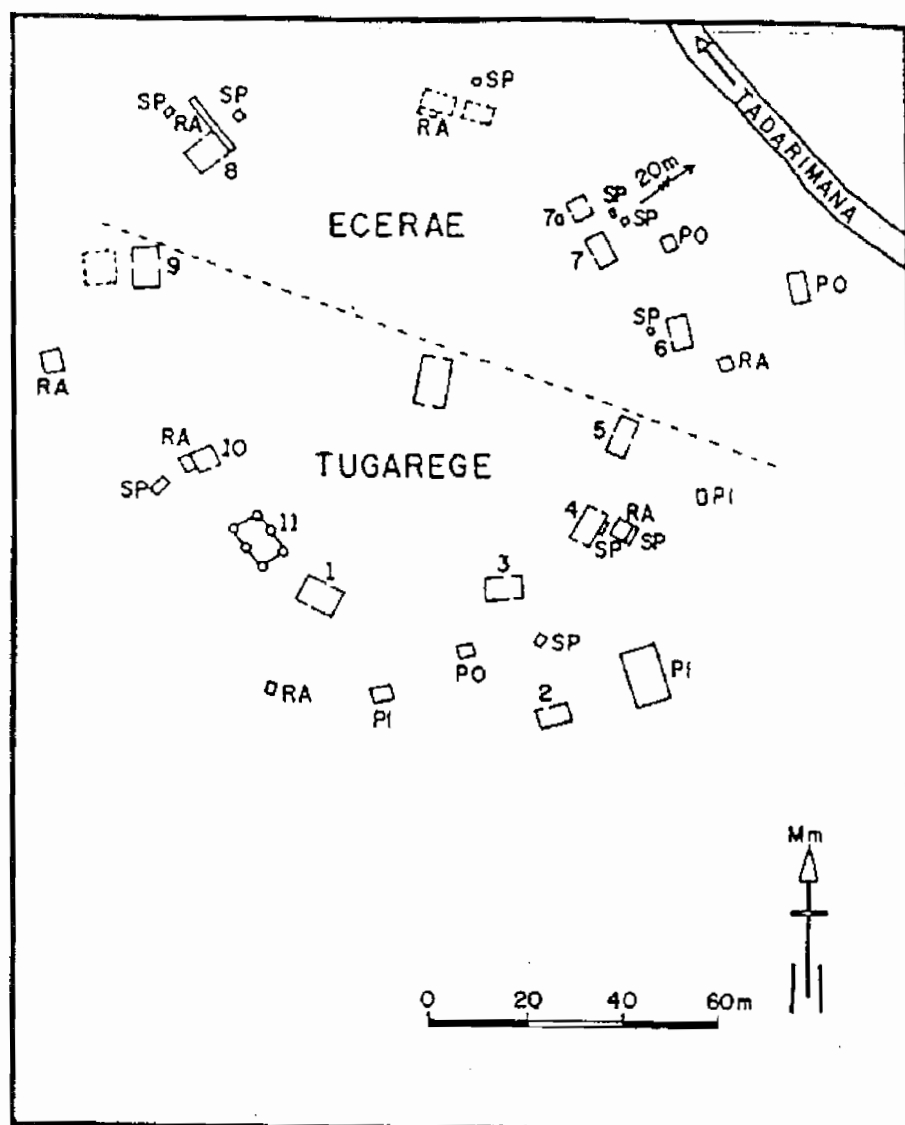 SP
SP
RA
8
SP
RA
TADARIMANA
20m
SP
SP
7a
7
PO
ECERAE
9
PO
SP
6
RA
RA
5
TUGAREGE
RA
10
SP
PI
4
RA
SP
SP
11
1
3
SP
PO
PI
RA
PI
2
Mm
0 20 40 60m